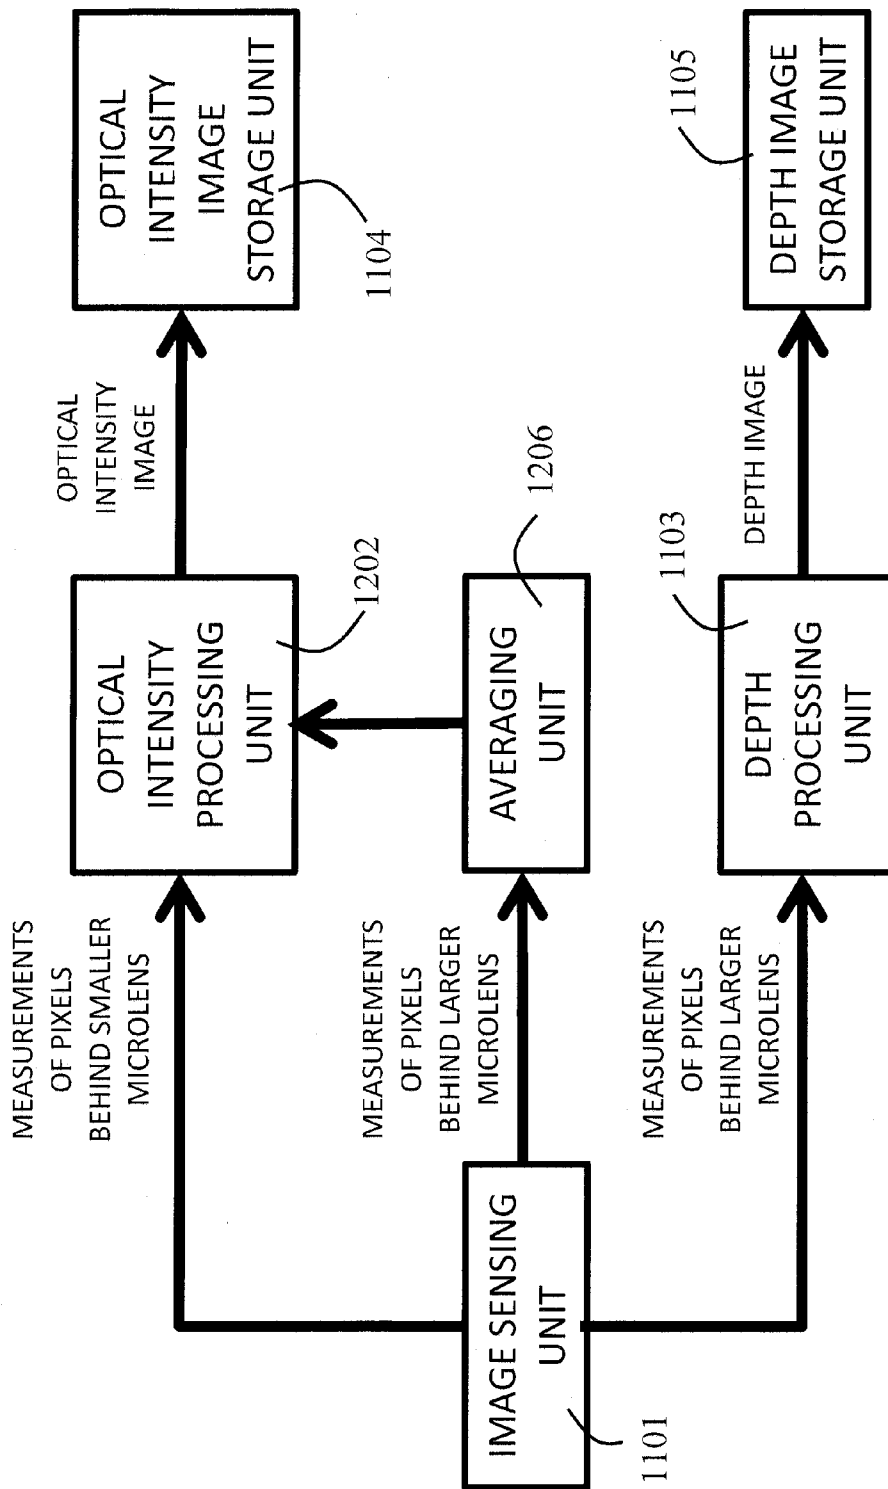 MEASUREMENTS
OF PIXELS
BEHIND SMALLER
MICROLENS
OPTICAL
INTENSITY
PROCESSING
UNIT
1202
OPTICAL
INTENSITY
IMAGE
OPTICAL
INTENSITY
IMAGE
STORAGE UNIT
1104
IMAGE SENSING
UNIT
1101
MEASUREMENTS
OF PIXELS
BEHIND LARGER
MICROLENS
AVERAGING
UNIT
1206
MEASUREMENTS
OF PIXELS
BEHIND LARGER
MICROLENS
DEPTH
PROCESSING
UNIT
1103
DEPTH IMAGE
DEPTH IMAGE
STORAGE UNIT
1105